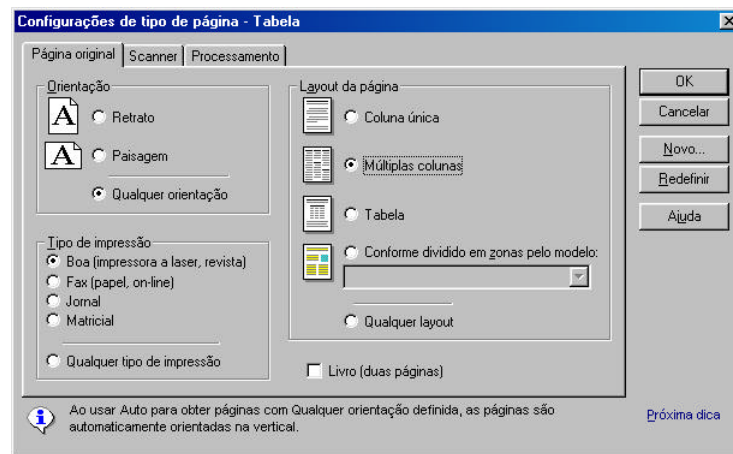 Configurações de tipo de página - Tabela
Página original
Scanner
Processamento
Orientação
A
Retrato
A
Paisagem
Qualquer orientação
Tipo de impressão
Boa (impressora a laser, revista)
Fax (papel, on-line)
Jornal
Matricial
Qualquer tipo de impressão
Layout da página
Coluna única
Múltiplas colunas
Tabela
Conforme dividido em zonas pelo modelo:
Qualquer layout
Livro (duas páginas)
OK
Cancelar
Novo...
Redefinir
Ajuda
Ao usar Auto para obter páginas com Qualquer orientação definida, as páginas são
automaticamente orientadas na vertical.
Próxima dica